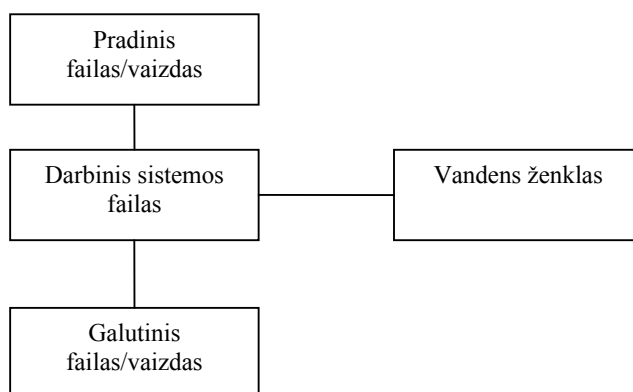 Pradinis
failas/vaizdas
Darbinis sistemos
failas
Vandens ženklas
Galutinis
failas/vaizdas